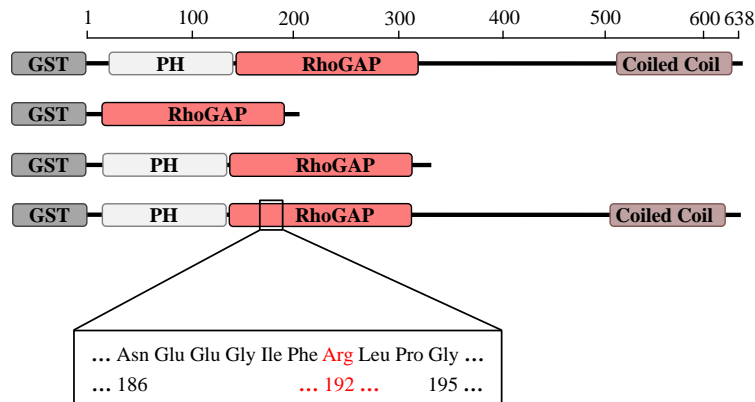 1 100 200 300 400 500 600 638
GST PH RhoGAP Coiled Coil
GST RhoGAP
GST PH RhoGAP
GST PH RhoGAP Coiled Coil
... Asn Glu Glu Gly Ile Phe Arg Leu Pro Gly ...
... 186 ... 192 ... 195 ...